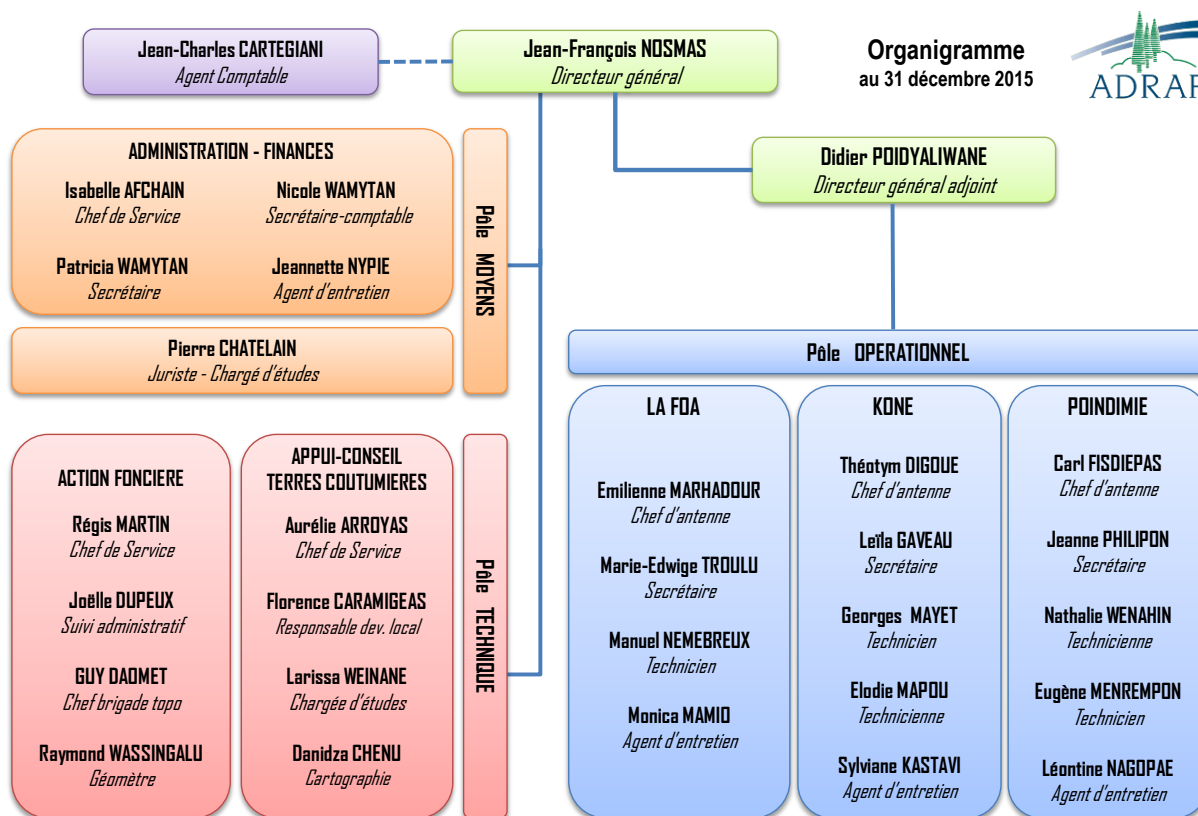 Jean-Charles CARTEGIANI
Agent Comptable
Jean-François NOSMAS
Directeur général
Organigramme
au 31 décembre 2015
ADRAF
Didier POIDYALIWANE
Directeur général adjoint
ADMINISTRATION - FINANCES
Isabelle AFCHAIN
Chef de Service
Nicole WAMYTAN
Secrétaire-comptable
Patricia WAMYTAN
Secrétaire
Jeannette NYPIE
Agent d'entretien
Pierre CHATELAIN
Juriste - Chargé d'études
Pôle MOYENS
ACTION FONCIERE
Régis MARTIN
Chef de Service
Joëlle DUPEUX
Suivi administratif
GUY DAOMET
Chef brigade topo
Raymond WASSINGALU
Géomètre
APPUI-CONSEIL
TERRES COUTUMIERES
Aurélie ARROYAS
Chef de Service
Florence CARAMIGEAS
Responsable dev. local
Larissa WEINANE
Chargée d'études
Danidza CHENU
Cartographie
Pôle TECHNIQUE
Pôle OPERATIONNEL
LA FOA
Emilienne MARHADOUR
Chef d'antenne
Marie-Edwige TROULU
Secrétaire
Manuel NEMEBREUX
Technicien
Monica MAMIO
Agent d'entretien
KONE
Théotym DIGOUE
Chef d'antenne
Leïla GAVEAU
Secrétaire
Georges MAYET
Technicien
Elodie MAPOU
Technicienne
Sylviane KASTAVI
Agent d'entretien
POINDIMIE
Carl FISDIEPAS
Chef d'antenne
Jeanne PHILIPON
Secrétaire
Nathalie WENAHIN
Technicienne
Eugène MENREMPON
Technicien
Léontine NAGOPAE
Agent d'entretien